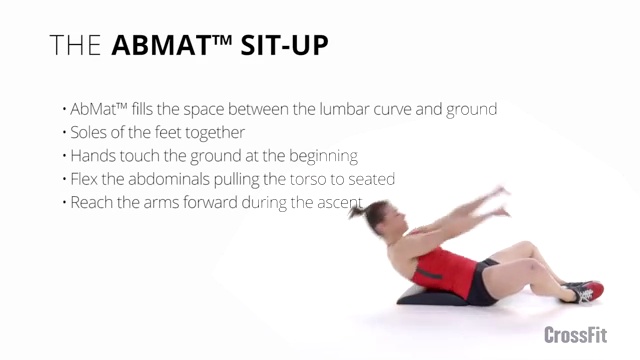 THE ABMAT™ SIT-UP
• AbMat™ fills the space between the lumbar curve and ground
• Soles of the feet together
• Hands touch the ground at the beginning
• Flex the abdominals pulling the torso to seated
• Reach the arms forward during the ascent
CrossFit